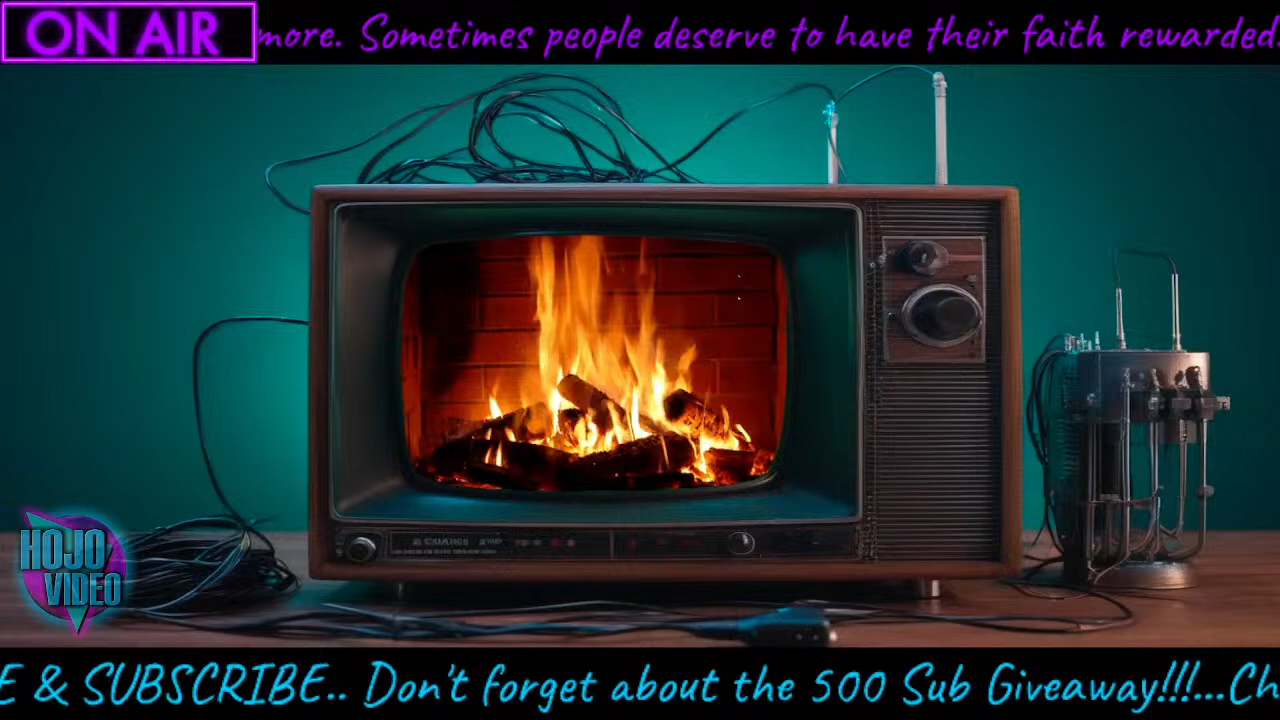 ON AIR
more. Sometimes people deserve to have their faith rewarded.
HOJO
VIDEO
E & SUBSCRIBE.. Don't forget about the 500 Sub Giveaway!!!...Ch